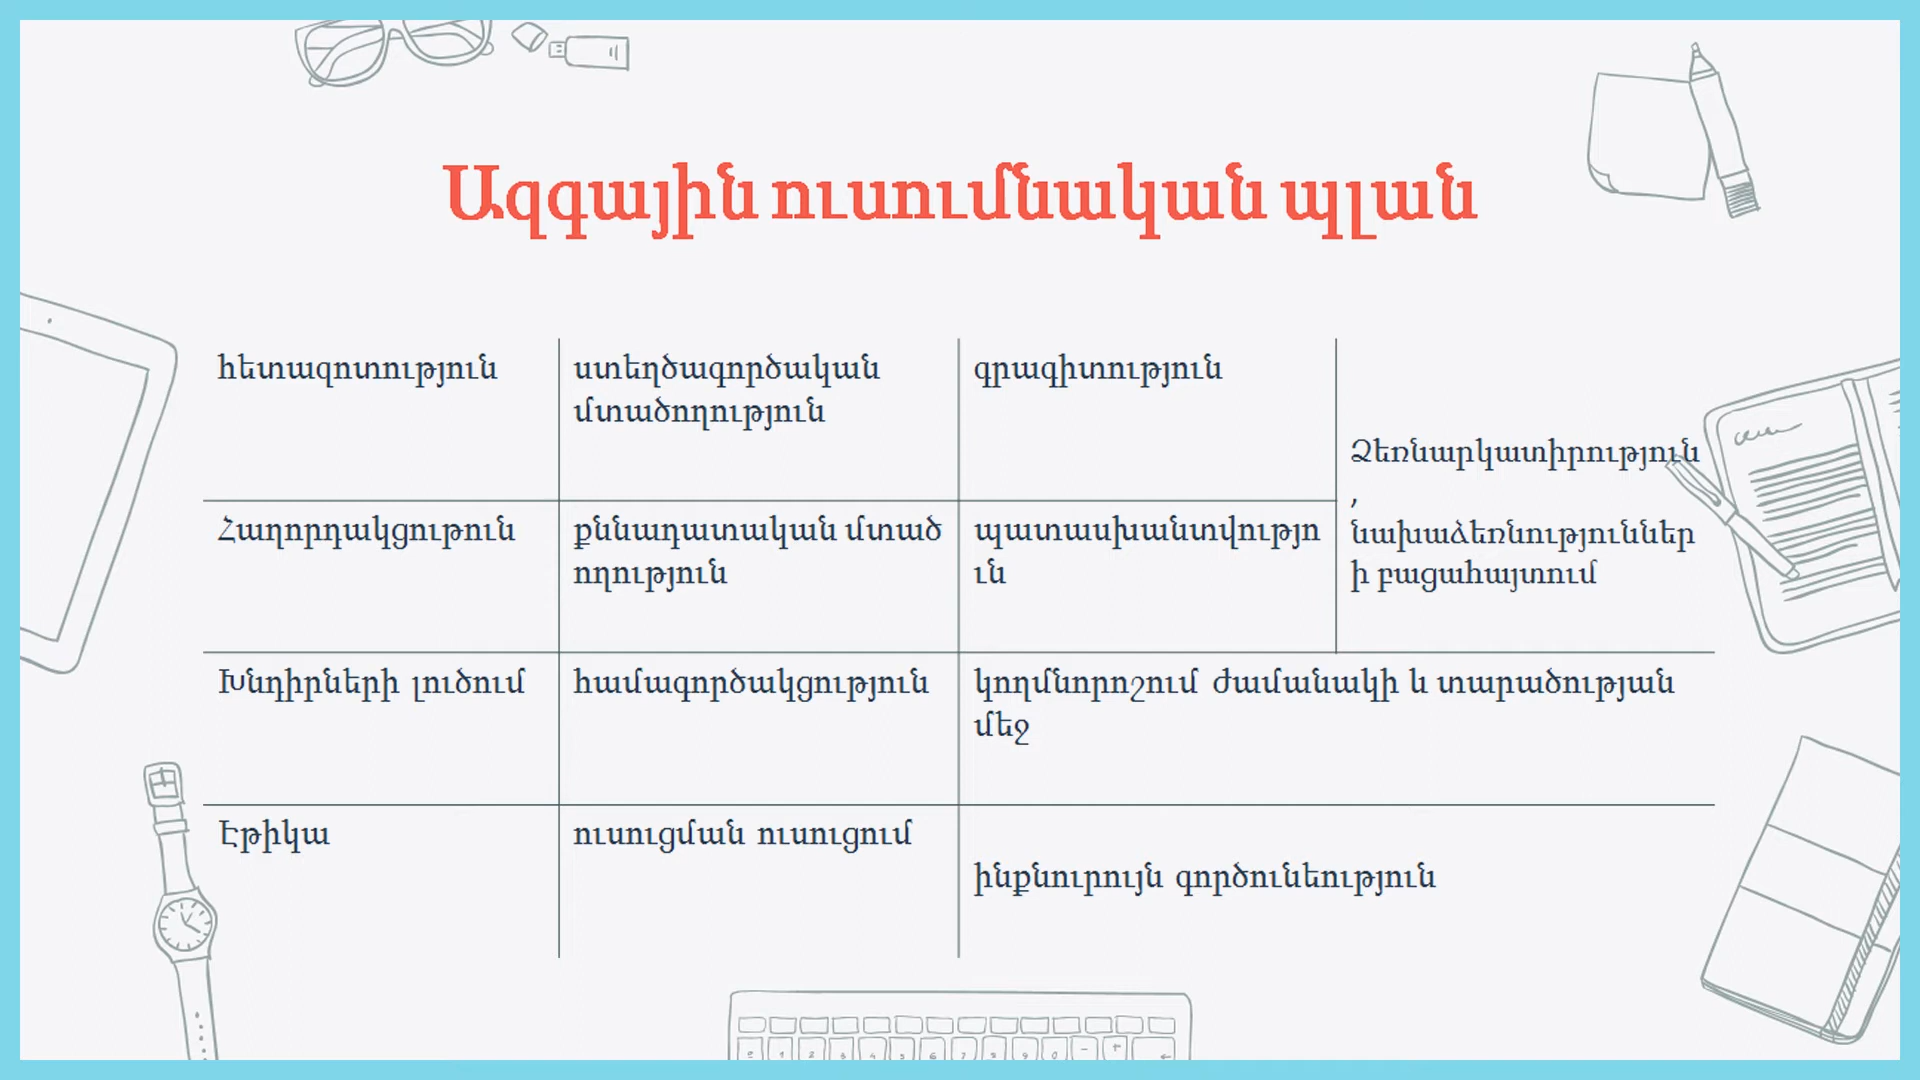 Ազգային ուսումնական պլան
հետազոտություն
ստեղծագործական
մտածողություն
գրագիտություն
Ձեռնարկատիրություն
,
նախաձեռնություններ
ի բացահայտում
Հաղորդակցութուն
քննադատական մտած
ողություն
պատասխանտվությո
ւն
Խնդիրների լուծում
համագործակցություն
կողմնորոշում ժամանակի և տարածության
մեջ
Էթիկա
ուսուցման ուսուցում
ինքնուրույն գործունեություն